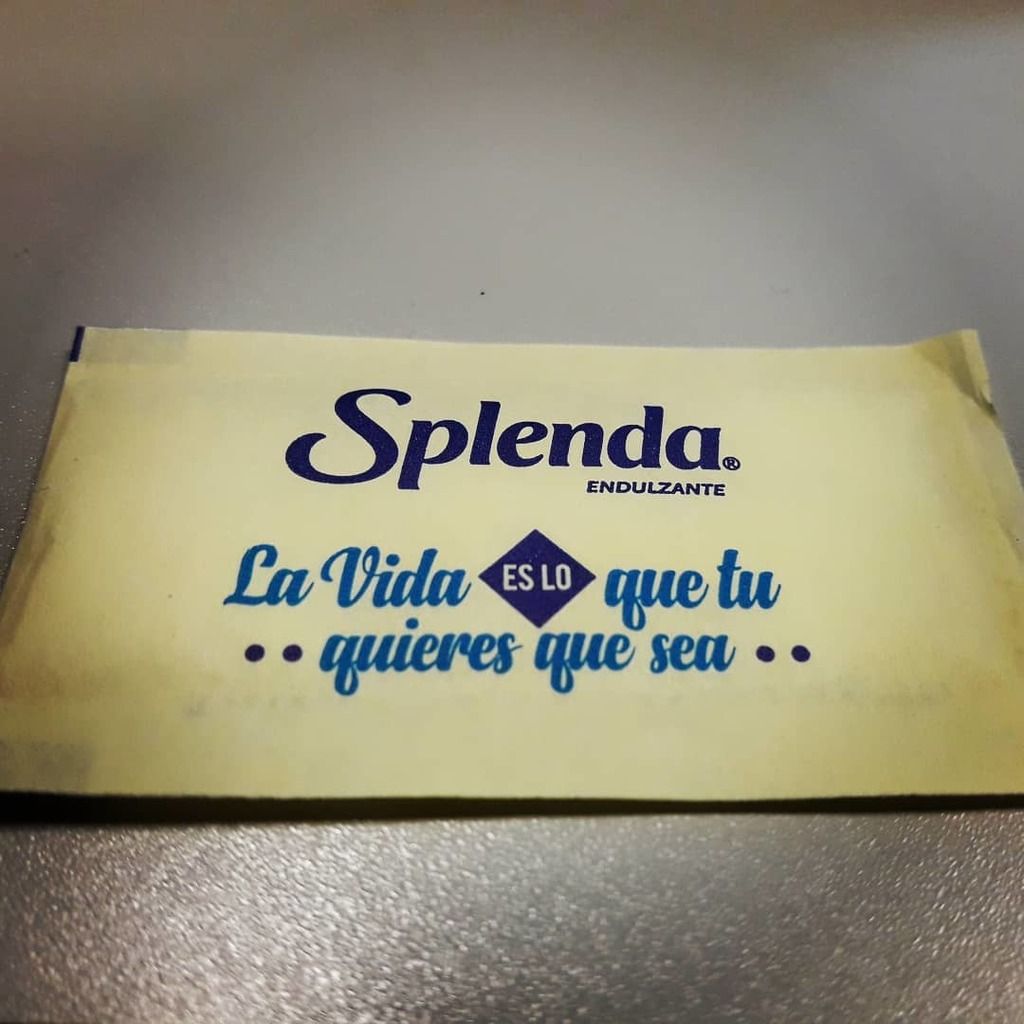 Splenda®
ENDULZANTE
La Vida ES LO que tu
•• quieres que sea ••